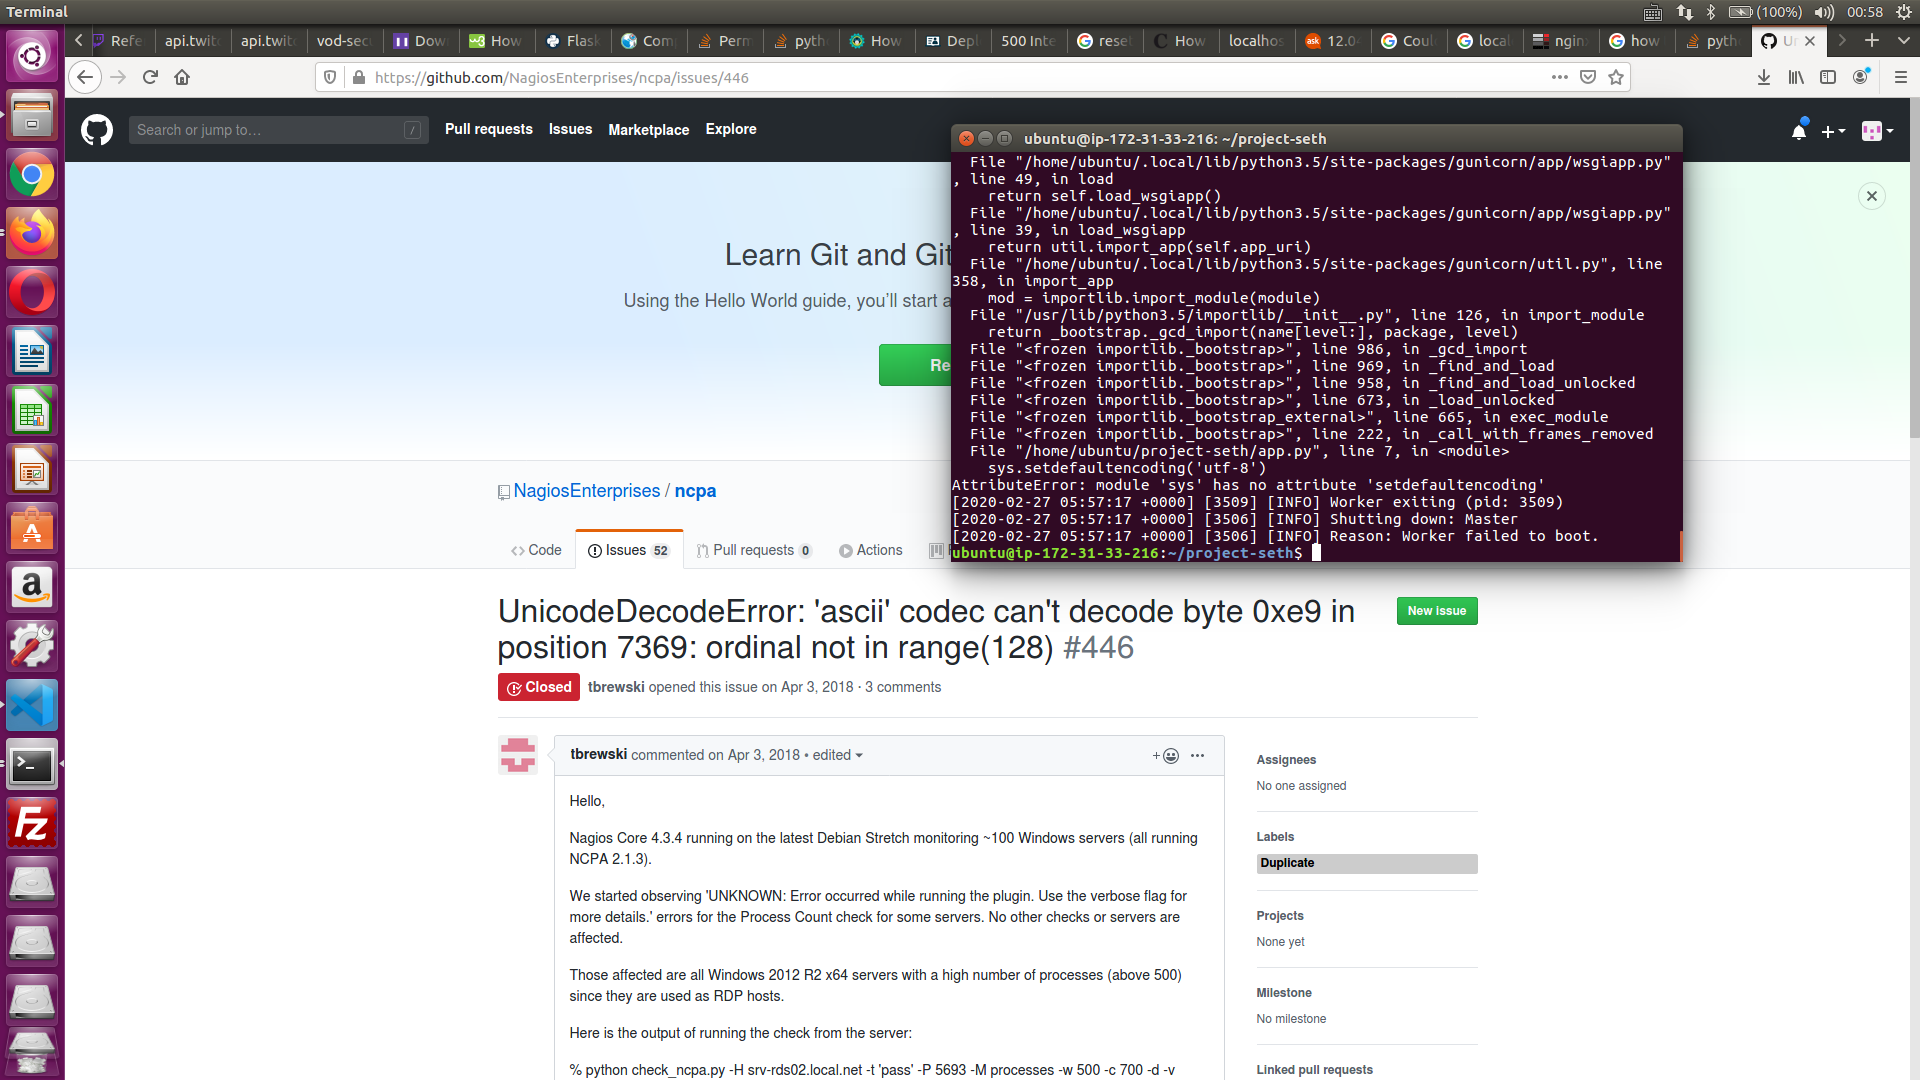 Terminal
(100%) 00:58
Refe
api.twit
api.twit
vod-sec
Dow
How
Flask
Com
Perm
pyth
How
Depl
500 Inte
reset
How
localhos
12.04
Coul
local
nginx
how
pyth
https://github.com/NagiosEnterprises/ncpa/issues/446
Search or jump to…
/
Pull requests Issues Marketplace Explore
Learn Git and Git
Using the Hello World guide, you’ll start a
Re
NagiosEnterprises / ncpa
Code
Issues 52
Pull requests 0
Actions
UnicodeDecodeError: 'ascii' codec can't decode byte 0xe9 in
position 7369: ordinal not in range(128) #446
New issue
Closed tbrewski opened this issue on Apr 3, 2018 · 3 comments
tbrewski commented on Apr 3, 2018 • edited
Hello,
Nagios Core 4.3.4 running on the latest Debian Stretch monitoring ~100 Windows servers (all running
NCPA 2.1.3).
We started observing 'UNKNOWN: Error occurred while running the plugin. Use the verbose flag for
more details.' errors for the Process Count check for some servers. No other checks or servers are
affected.
Those affected are all Windows 2012 R2 x64 servers with a high number of processes (above 500)
since they are used as RDP hosts.
Here is the output of running the check from the server:
% python check_ncpa.py -H srv-rds02.local.net -t 'pass' -P 5693 -M processes -w 500 -c 700 -d -v
Assignees
No one assigned
Labels
Duplicate
Projects
None yet
Milestone
No milestone
Linked pull requests
ubuntu@ip-172-31-33-216: ~/project-seth
File "/home/ubuntu/.local/lib/python3.5/site-packages/gunicorn/app/wsgiapp.py"
, line 49, in load
return self.load_wsgiapp()
File "/home/ubuntu/.local/lib/python3.5/site-packages/gunicorn/app/wsgiapp.py"
, line 39, in load_wsgiapp
return util.import_app(self.app_uri)
File "/home/ubuntu/.local/lib/python3.5/site-packages/gunicorn/util.py", line
358, in import_app
mod = importlib.import_module(module)
File "/usr/lib/python3.5/importlib/__init__.py", line 126, in import_module
return _bootstrap._gcd_import(name[level:], package, level)
File "<frozen importlib._bootstrap>", line 986, in _gcd_import
File "<frozen importlib._bootstrap>", line 969, in _find_and_load
File "<frozen importlib._bootstrap>", line 958, in _find_and_load_unlocked
File "<frozen importlib._bootstrap>", line 673, in _load_unlocked
File "<frozen importlib._bootstrap_external>", line 665, in exec_module
File "<frozen importlib._bootstrap>", line 222, in _call_with_frames_removed
File "/home/ubuntu/project-seth/app.py", line 7, in <module>
sys.setdefaultencoding('utf-8')
AttributeError: module 'sys' has no attribute 'setdefaultencoding'
[2020-02-27 05:57:17 +0000] [3509] [INFO] Worker exiting (pid: 3509)
[2020-02-27 05:57:17 +0000] [3506] [INFO] Shutting down: Master
[2020-02-27 05:57:17 +0000] [3506] [INFO] Reason: Worker failed to boot.
ubuntu@ip-172-31-33-216:~/project-seth$